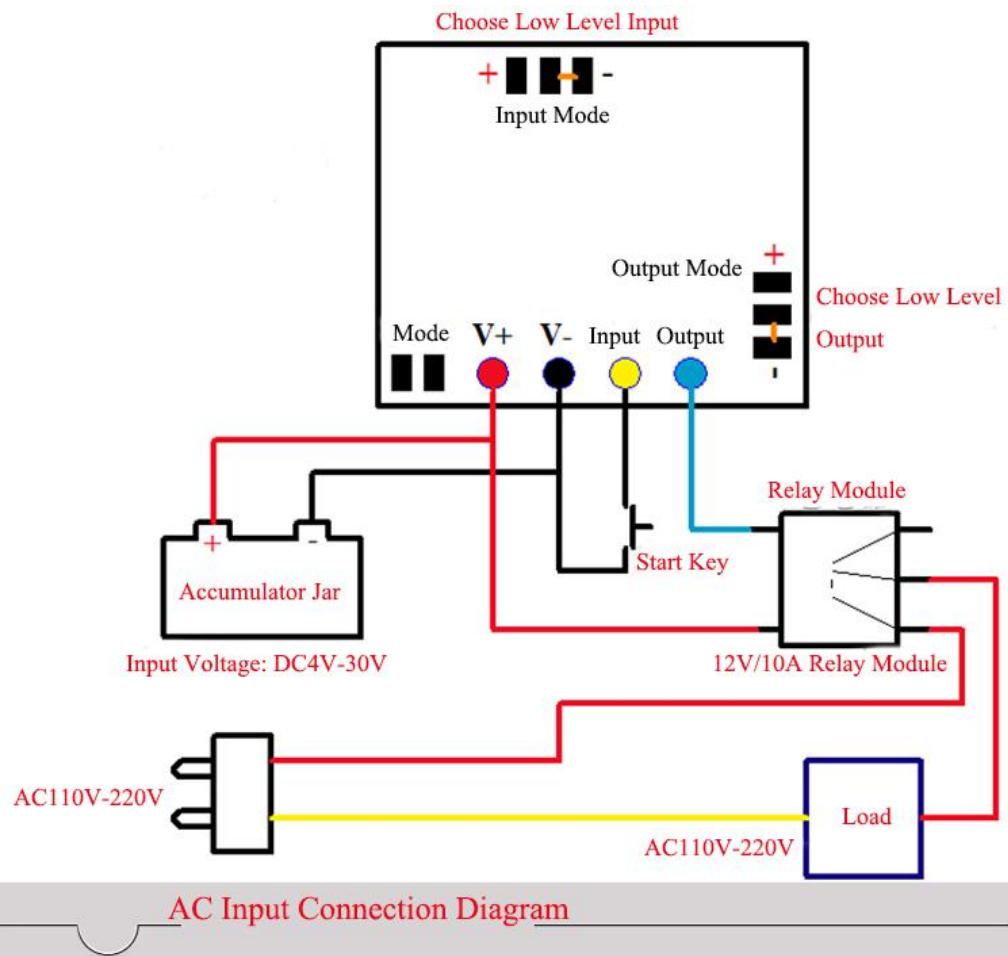 Choose Low Level Input
+ -
Input Mode
+
Output Mode
Choose Low Level
Output
-
Mode V+ V- Input Output
Relay Module
+ -
Start Key
Accumulator Jar
Input Voltage: DC4V-30V
12V/10A Relay Module
AC110V-220V
Load
AC110V-220V
AC Input Connection Diagram